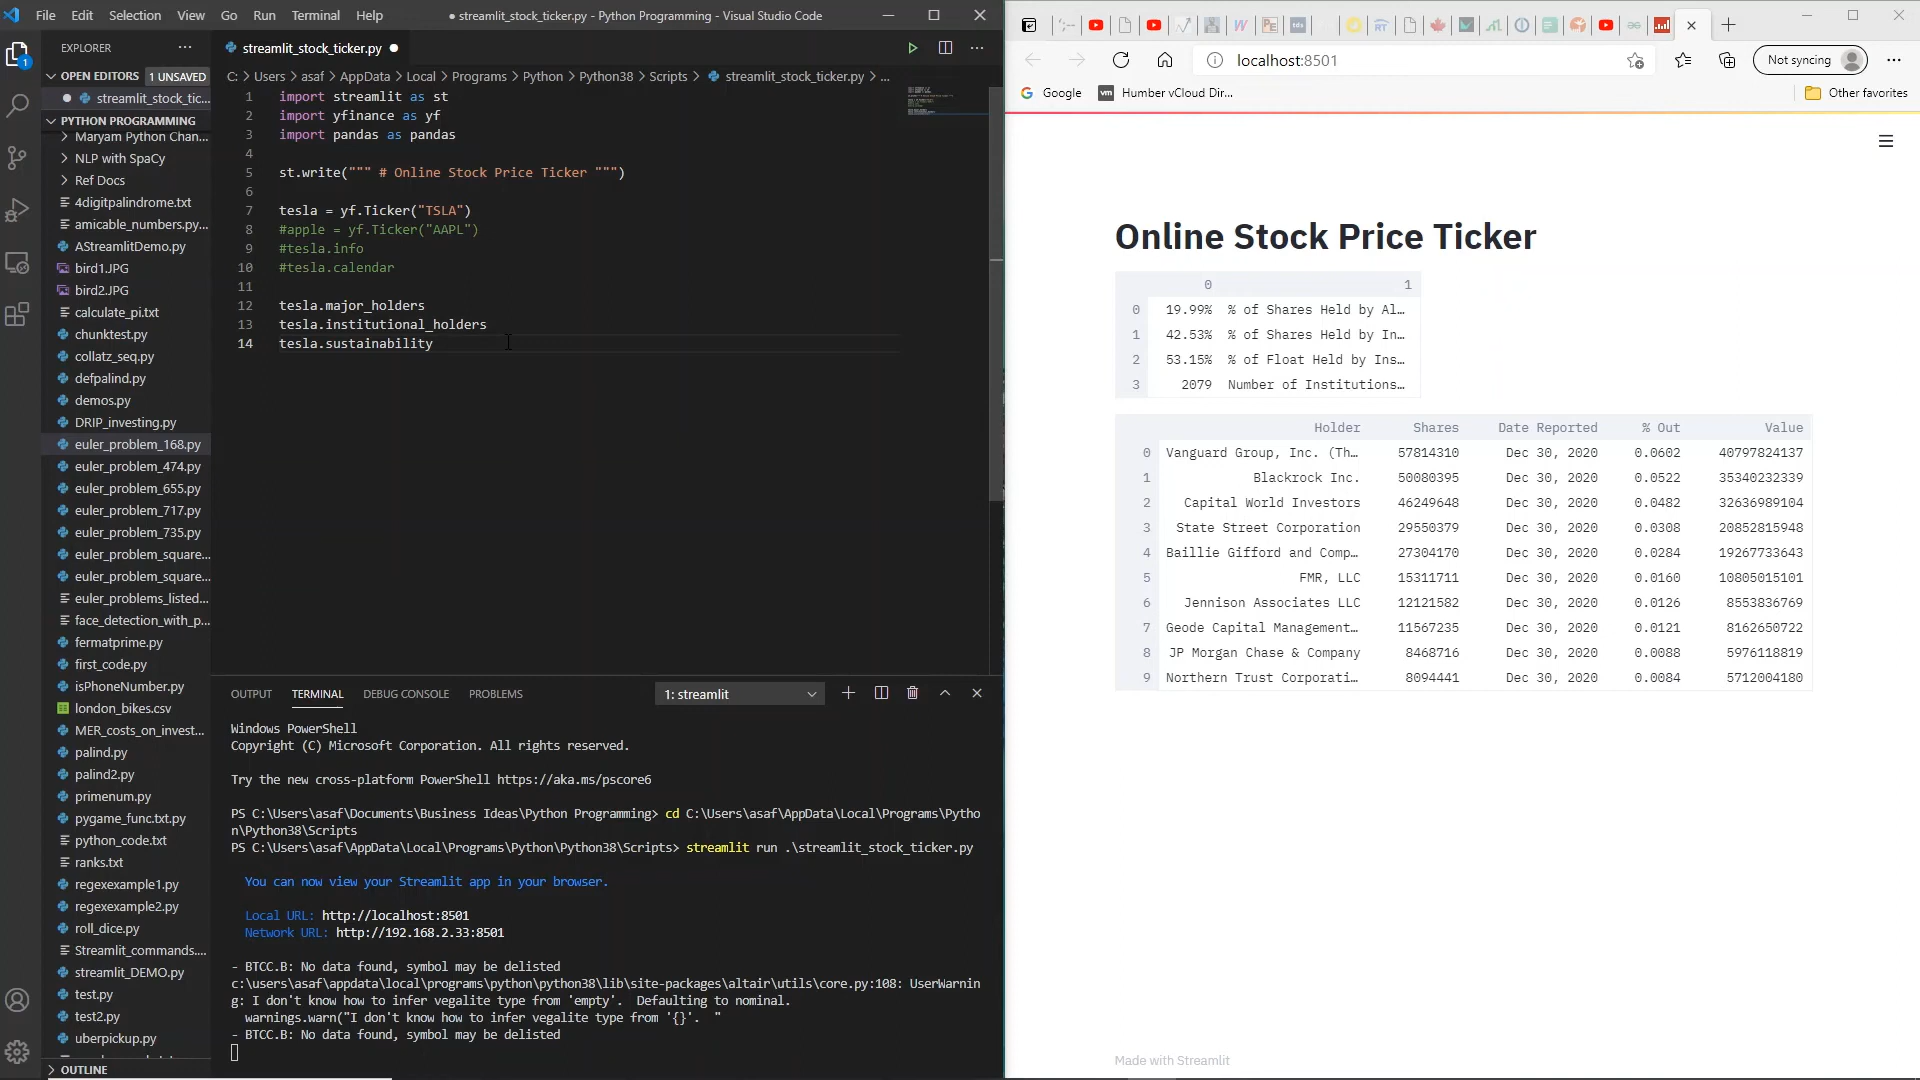 File Edit Selection View Go Run Terminal Help
● streamlit_stock_ticker.py - Python Programming - Visual Studio Code
EXPLORER
OPEN EDITORS 1 UNSAVED
streamlit_stock_tic...
PYTHON PROGRAMMING
Maryam Python Chan...
NLP with SpaCy
Ref Docs
4digitpalindrome.txt
amicable_numbers.py...
AStreamlitDemo.py
bird1.JPG
bird2.JPG
calculate_pi.txt
chunktest.py
collatz_seq.py
defpalind.py
demos.py
DRIP_investing.py
euler_problem_168.py
euler_problem_474.py
euler_problem_655.py
euler_problem_717.py
euler_problem_735.py
euler_problem_square...
euler_problem_square...
euler_problems_listed...
face_detection_with_p...
fermatprime.py
first_code.py
isPhoneNumber.py
london_bikes.csv
MER_costs_on_invest...
palind.py
palind2.py
primenum.py
pygame_func.txt.py
python_code.txt
ranks.txt
regexexample1.py
regexexample2.py
roll_dice.py
Streamlit_commands....
streamlit_DEMO.py
test.py
test2.py
uberpickup.py
OUTLINE
streamlit_stock_ticker.py ●
C: > Users > asaf > AppData > Local > Programs > Python > Python38 > Scripts > streamlit_stock_ticker.py > ...
1 import streamlit as st
2 import yfinance as yf
3 import pandas as pandas
4
5 st.write(""" # Online Stock Price Ticker """)
6
7 tesla = yf.Ticker("TSLA")
8 #apple = yf.Ticker("AAPL")
9 #tesla.info
10 #tesla.calendar
11
12 tesla.major_holders
13 tesla.institutional_holders
14 tesla.sustainability
OUTPUT TERMINAL DEBUG CONSOLE PROBLEMS 1: streamlit
Windows PowerShell
Copyright (C) Microsoft Corporation. All rights reserved.
Try the new cross-platform PowerShell https://aka.ms/pscore6
PS C:\Users\asaf\Documents\Business Ideas\Python Programming> cd C:\Users\asaf\AppData\Local\Programs\Pytho
n\Python38\Scripts
PS C:\Users\asaf\AppData\Local\Programs\Python\Python38\Scripts> streamlit run .\streamlit_stock_ticker.py
You can now view your Streamlit app in your browser.
Local URL: http://localhost:8501
Network URL: http://192.168.2.33:8501
- BTCC.B: No data found, symbol may be delisted
c:\users\asaf\appdata\local\programs\python\python38\lib\site-packages\altair\utils\core.py:108: UserWarnin
g: I don't know how to infer vegalite type from 'empty'.  Defaulting to nominal.
warnings.warn("I don't know how to infer vegalite type from '{}'.  "
- BTCC.B: No data found, symbol may be delisted
localhost:8501
Not syncing
Google
Humber vCloud Dir...
Other favorites
Online Stock Price Ticker
0 1
0 19.99% % of Shares Held by Al…
1 42.53% % of Shares Held by In…
2 53.15% % of Float Held by Ins…
3 2079 Number of Institutions…
Holder Shares Date Reported % Out Value
0 Vanguard Group, Inc. (Th… 57814310 Dec 30, 2020 0.0602 40797824137
1 Blackrock Inc. 50080395 Dec 30, 2020 0.0522 35340232339
2 Capital World Investors 46249648 Dec 30, 2020 0.0482 32636989104
3 State Street Corporation 29550379 Dec 30, 2020 0.0308 20852815948
4 Baillie Gifford and Comp… 27304170 Dec 30, 2020 0.0284 19267733643
5 FMR, LLC 15311711 Dec 30, 2020 0.0160 10805015101
6 Jennison Associates LLC 12121582 Dec 30, 2020 0.0126 8553836769
7 Geode Capital Management… 11567235 Dec 30, 2020 0.0121 8162650722
8 JP Morgan Chase & Company 8468716 Dec 30, 2020 0.0088 5976118819
9 Northern Trust Corporati… 8094441 Dec 30, 2020 0.0084 5712004180
Made with Streamlit